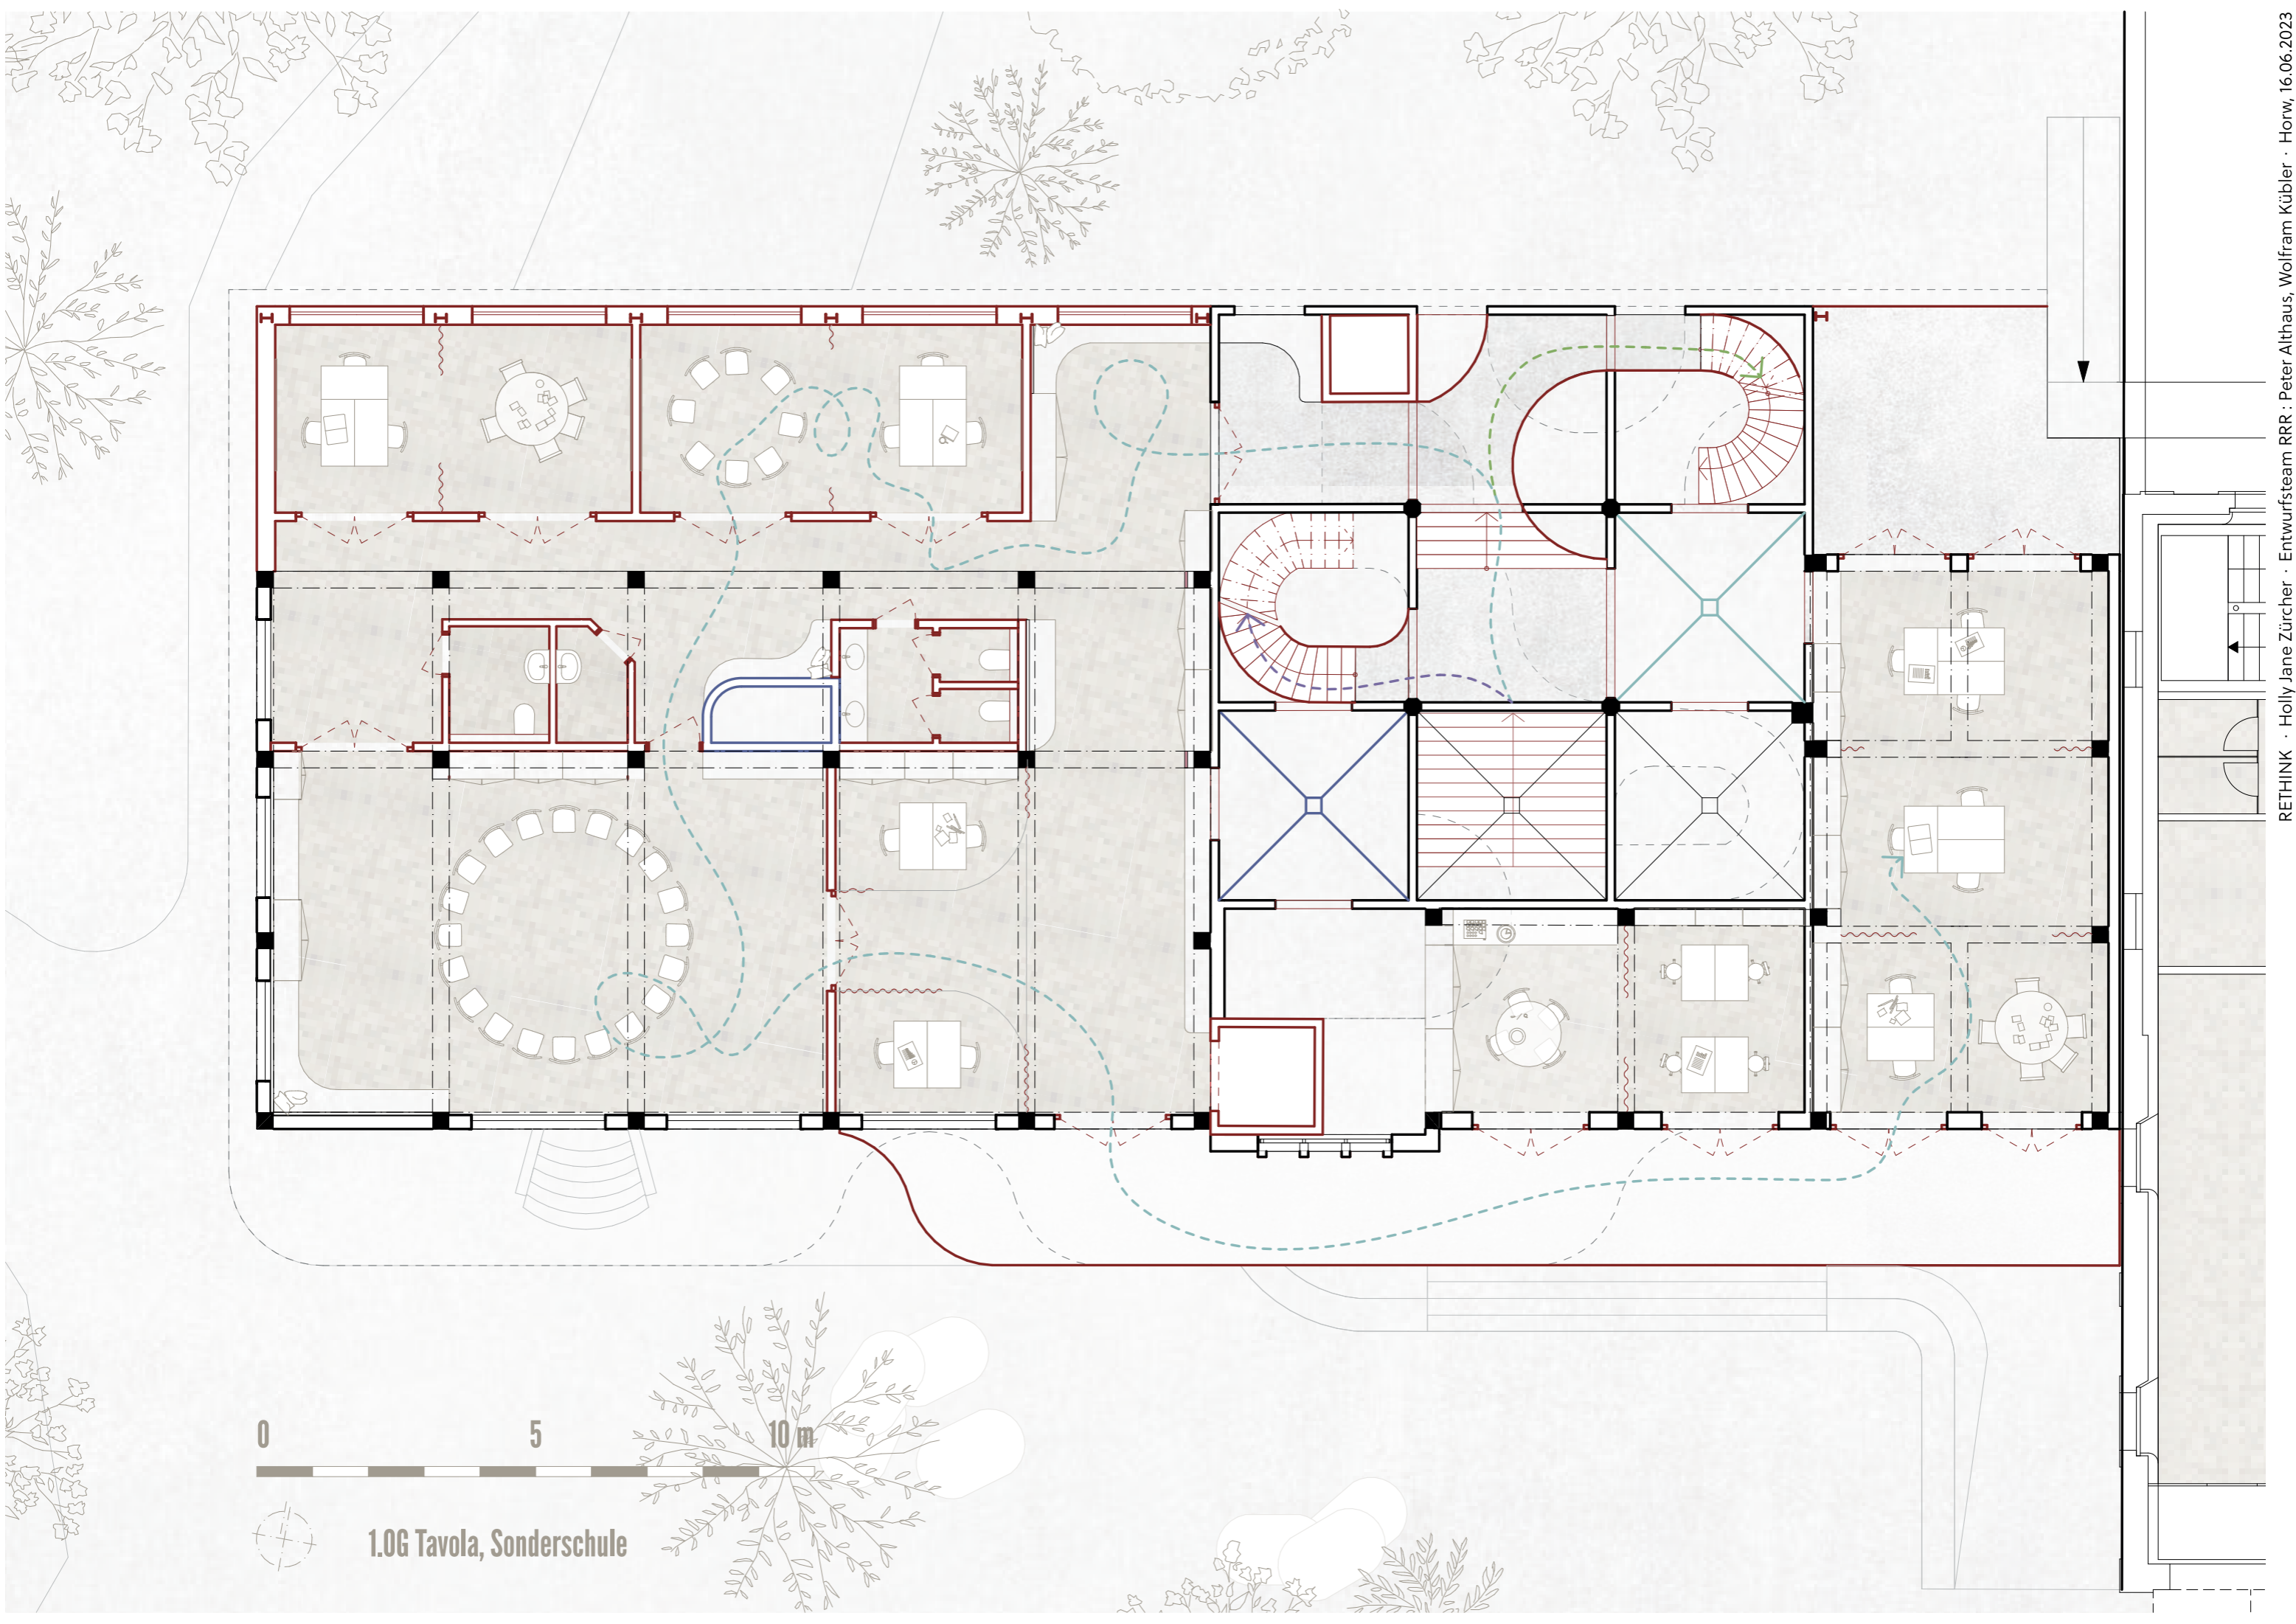 RETHINK · Holly Jane Zürcher · Entwurfsteam RRR : Peter Althaus, Wolfram Kübler · Horw, 16.06.2023
0 5 10 m
1.OG Tavola, Sonderschule